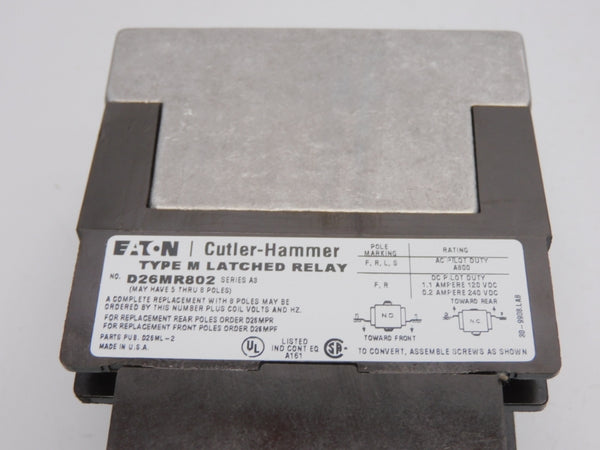 EATON | Cutler-Hammer
TYPE M LATCHED RELAY
NO. D26MR802 SERIES A3
(MAY HAVE 5 THRU 8 POLES)
A COMPLETE REPLACEMENT WITH 8 POLES MAY BE
ORDERED BY THIS NUMBER PLUS COIL VOLTS AND HZ.
FOR REPLACEMENT REAR POLES ORDER D26MPR
FOR REPLACEMENT FRONT POLES ORDER D26MPF
PARTS PUB. D26ML-2
MADE IN U.S.A.
UL
LISTED
IND CONT EQ
A161
SA
POLE MARKING RATING
F, R, L, S AC PILOT DUTY
A600
F, R DC PILOT DUTY
1.1 AMPERE 120 VDC
0.2 AMPERE 240 VDC
TOWARD REAR
N.O. N.C.
TOWARD FRONT
TO CONVERT, ASSEMBLE SCREWS AS SHOWN